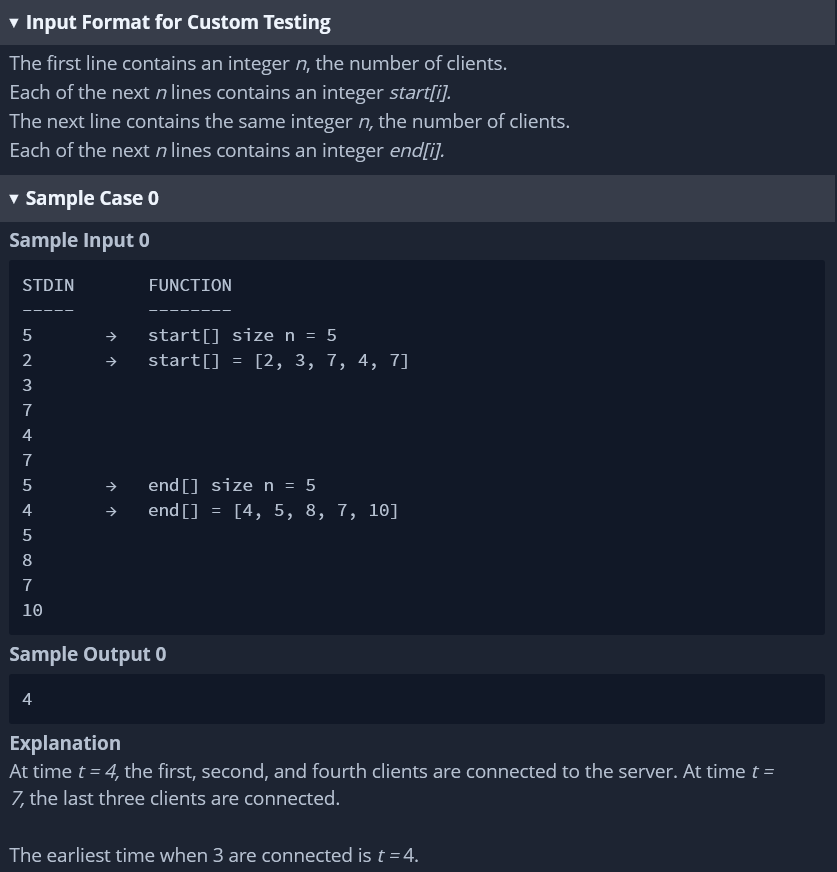 ▼ Input Format for Custom Testing
The first line contains an integer n, the number of clients.
Each of the next n lines contains an integer start[i].
The next line contains the same integer n, the number of clients.
Each of the next n lines contains an integer end[i].
▼ Sample Case 0
Sample Input 0
STDIN FUNCTION
----- --------
5 → start[] size n = 5
2 → start[] = [2, 3, 7, 4, 7]
3
7
4
7
5 → end[] size n = 5
4 → end[] = [4, 5, 8, 7, 10]
5
8
7
10
Sample Output 0
4
Explanation
At time t = 4, the first, second, and fourth clients are connected to the server. At time t =
7, the last three clients are connected.
The earliest time when 3 are connected is t = 4.